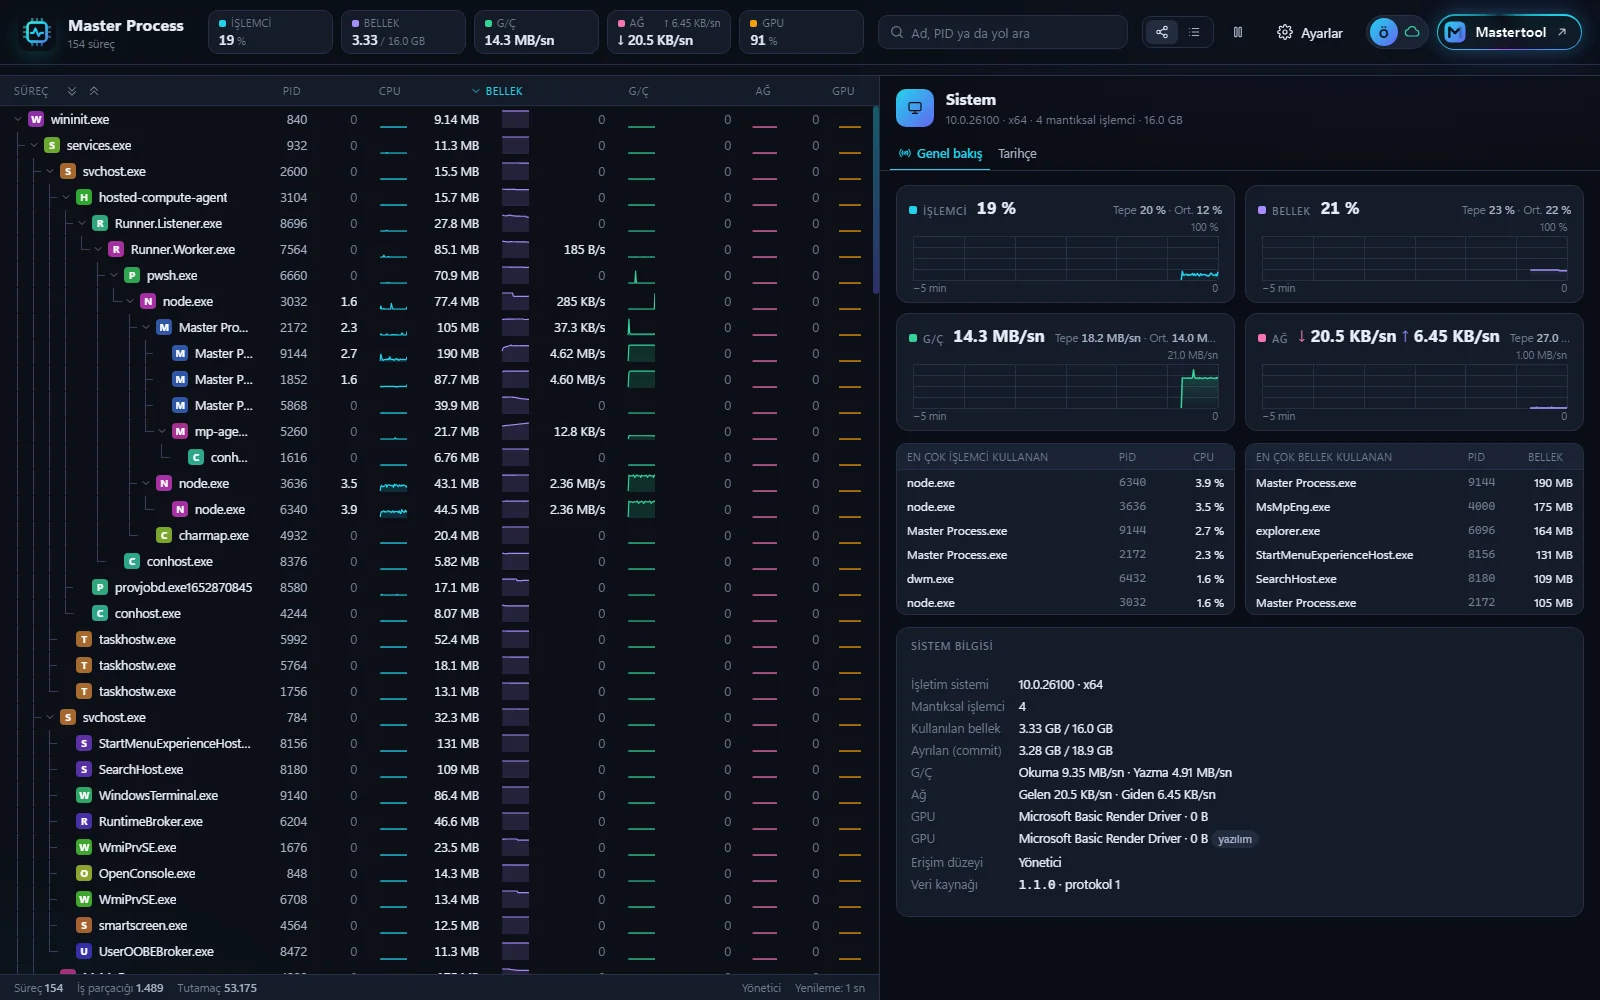 Master Process
154 süreç
İŞLEMCİ
19 %
BELLEK
3.33 / 16.0 GB
G/Ç
14.3 MB/sn
AĞ ↑ 6.45 KB/sn
↓ 20.5 KB/sn
GPU
91 %
Ad, PID ya da yol ara
Ayarlar
ö
Mastertool ↗
SÜREÇ PID CPU BELLEK G/Ç AĞ GPU
W wininit.exe 840 0 9.14 MB 0 0 0
S services.exe 932 0 11.3 MB 0 0 0
S svchost.exe 2600 0 15.5 MB 0 0 0
H hosted-compute-agent 3104 0 15.7 MB 0 0 0
R Runner.Listener.exe 8696 0 27.8 MB 0 0 0
R Runner.Worker.exe 7564 0 85.1 MB 185 B/s 0 0
P pwsh.exe 6660 0 70.9 MB 0 0 0
N node.exe 3032 1.6 77.4 MB 285 KB/s 0 0
M Master Pro... 2172 2.3 105 MB 37.3 KB/s 0 0
M Master P... 9144 2.7 190 MB 4.62 MB/s 0 0
M Master P... 1852 1.6 87.7 MB 4.60 MB/s 0 0
M Master P... 5868 0 39.9 MB 0 0 0
M mp-age... 5260 0 21.7 MB 12.8 KB/s 0 0
C conh... 1616 0 6.76 MB 0 0 0
N node.exe 3636 3.5 43.1 MB 2.36 MB/s 0 0
N node.exe 6340 3.9 44.5 MB 2.36 MB/s 0 0
C charmap.exe 4932 0 20.4 MB 0 0 0
C conhost.exe 8376 0 5.82 MB 0 0 0
P provjobd.exe1652870845 8580 0 17.1 MB 0 0 0
C conhost.exe 4244 0 8.07 MB 0 0 0
T taskhostw.exe 5992 0 52.4 MB 0 0 0
T taskhostw.exe 5764 0 18.1 MB 0 0 0
T taskhostw.exe 1756 0 13.1 MB 0 0 0
S svchost.exe 784 0 32.3 MB 0 0 0
S StartMenuExperienceHost... 8156 0 131 MB 0 0 0
S SearchHost.exe 8180 0 109 MB 0 0 0
W WindowsTerminal.exe 9140 0 86.4 MB 0 0 0
R RuntimeBroker.exe 6204 0 46.6 MB 0 0 0
W WmiPrvSE.exe 1676 0 23.5 MB 0 0 0
O OpenConsole.exe 848 0 14.3 MB 0 0 0
W WmiPrvSE.exe 6708 0 13.4 MB 0 0 0
S smartscreen.exe 4564 0 12.5 MB 0 0 0
U UserOOBEBroker.exe 8472 0 11.3 MB 0 0 0
Süreç 154 İş parçacığı 1.489 Tutamaç 53.175 Yönetici Yenileme: 1 sn
Sistem
10.0.26100 · x64 · 4 mantıksal işlemci · 16.0 GB
Genel bakış Tarihçe
İŞLEMCİ 19 % Tepe 20 % · Ort. 12 %
100 %
−5 min 0
BELLEK 21 % Tepe 23 % · Ort. 22 %
100 %
−5 min 0
G/Ç 14.3 MB/sn Tepe 18.2 MB/sn · Ort. 14.0 M...
21.0 MB/sn
−5 min 0
AĞ ↓ 20.5 KB/sn ↑ 6.45 KB/sn Tepe 27.0 ...
1.00 MB/sn
−5 min 0
EN ÇOK İŞLEMCİ KULLANAN PID CPU
node.exe 6340 3.9 %
node.exe 3636 3.5 %
Master Process.exe 9144 2.7 %
Master Process.exe 2172 2.3 %
dwm.exe 6432 1.6 %
node.exe 3032 1.6 %
EN ÇOK BELLEK KULLANAN PID BELLEK
Master Process.exe 9144 190 MB
MsMpEng.exe 4000 175 MB
explorer.exe 6096 164 MB
StartMenuExperienceHost.exe 8156 131 MB
SearchHost.exe 8180 109 MB
Master Process.exe 2172 105 MB
SİSTEM BİLGİSİ
İşletim sistemi 10.0.26100 · x64
Mantıksal işlemci 4
Kullanılan bellek 3.33 GB / 16.0 GB
Ayrılan (commit) 3.28 GB / 18.9 GB
G/Ç Okuma 9.35 MB/sn · Yazma 4.91 MB/sn
Ağ Gelen 20.5 KB/sn · Giden 6.45 KB/sn
GPU Microsoft Basic Render Driver · 0 B
GPU Microsoft Basic Render Driver · 0 B yazılım
Erişim düzeyi Yönetici
Veri kaynağı 1.1.0 · protokol 1